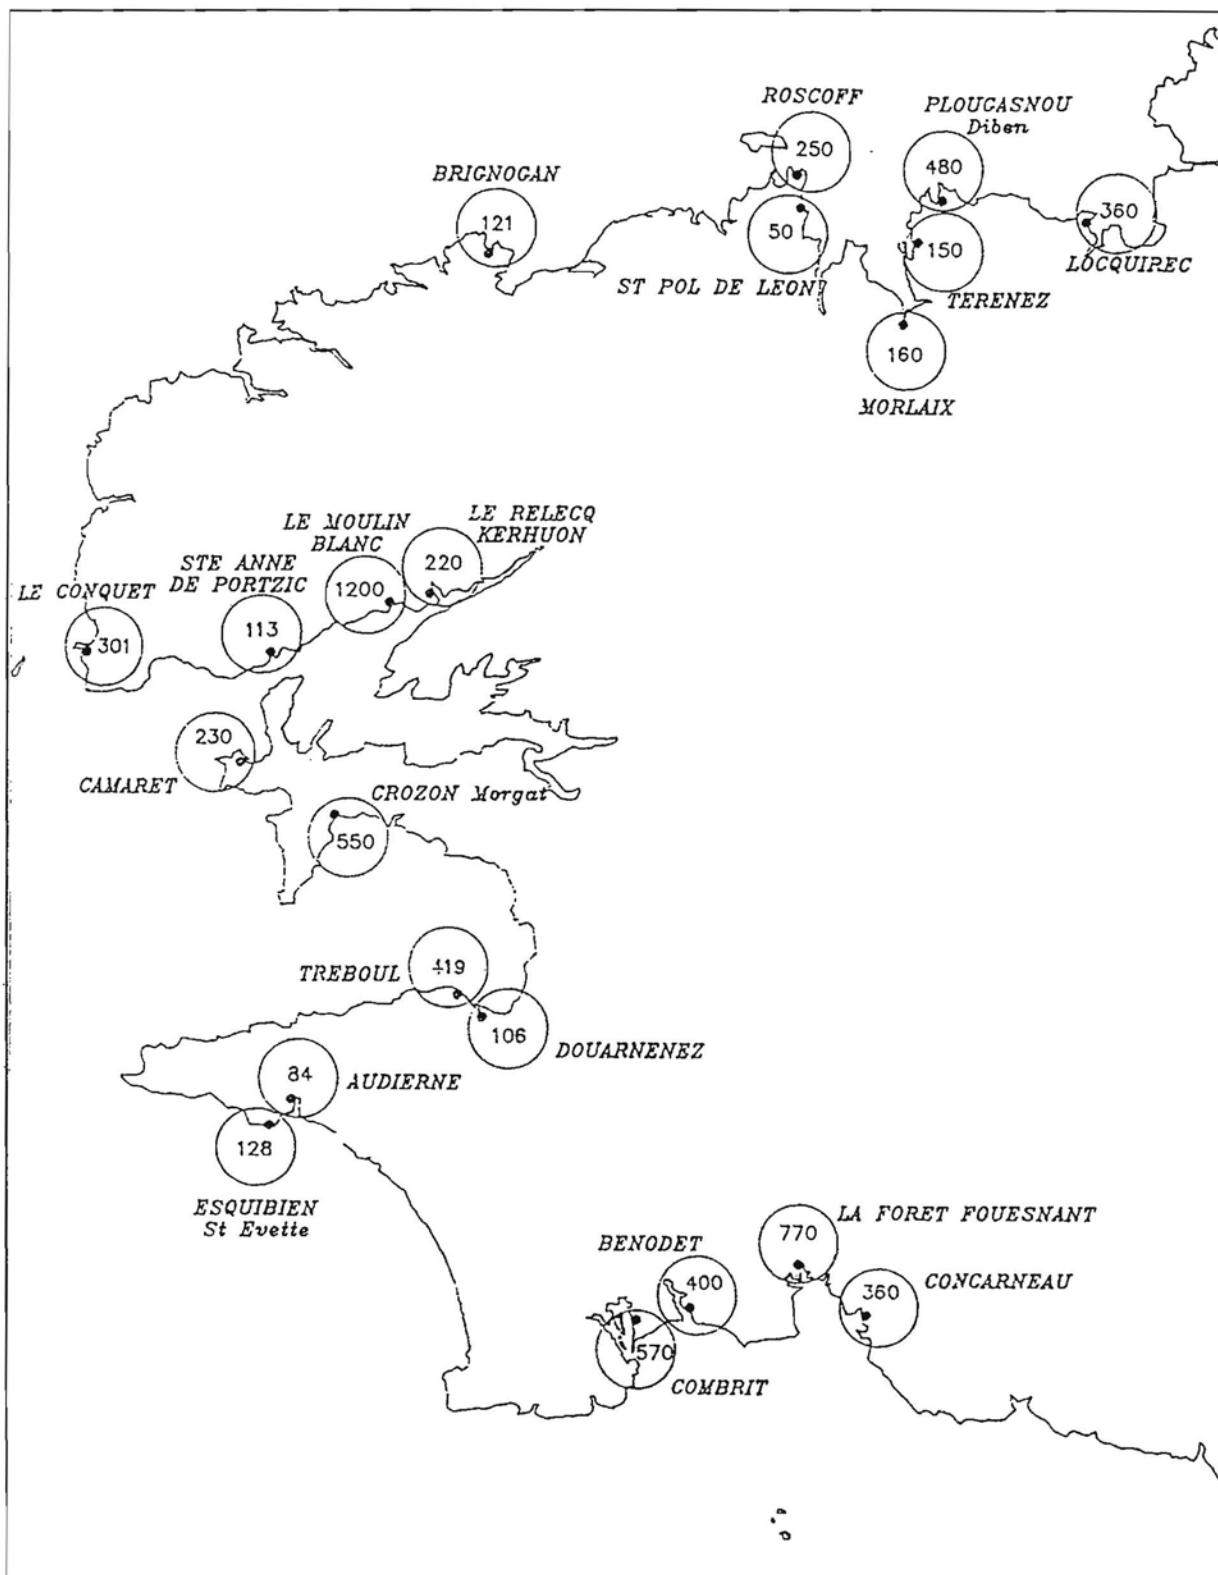 ROSCOFF
250
PLOUGASNOU
Diben
480
BRIGNOGAN
121
50
ST POL DE LEON
150
TERENEZ
360
LOCQUIREC
160
MORLAIX
LE MOULIN
BLANC
1200
LE RELECQ
KERHUON
220
STE ANNE
DE PORTZIC
113
LE CONQUET
301
230
CAMARET
CROZON Morgat
550
TREBOUL
419
106
DOUARNENEZ
84
AUDIERNE
128
ESQUIBIEN
St Evette
770
LA FORET FOUESNANT
BENODET
400
360
CONCARNEAU
570
COMBRIT